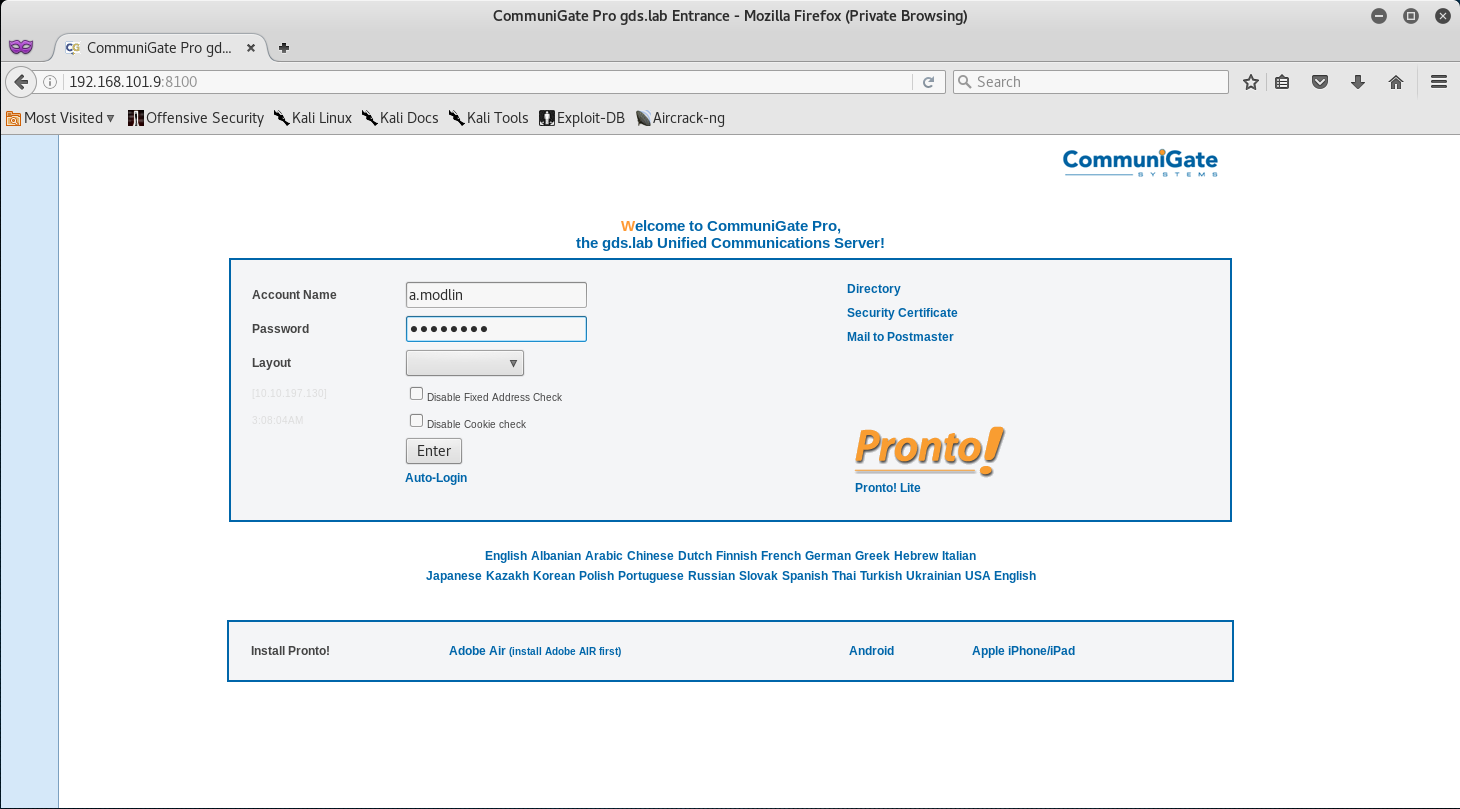 CommuniGate Pro gds.lab Entrance - Mozilla Firefox (Private Browsing)
CG CommuniGate Pro gd...
192.168.101.9:8100
Search
Most Visited
Offensive Security
Kali Linux
Kali Docs
Kali Tools
Exploit-DB
Aircrack-ng
CommuniGate
SYSTEMS
Welcome to CommuniGate Pro,
the gds.lab Unified Communications Server!
Account Name
a.modlin
Directory
Security Certificate
Password
●●●●●●●●
Mail to Postmaster
Layout
[10.10.197.130]
Disable Fixed Address Check
3:08:04AM
Disable Cookie check
Enter
Auto-Login
Pronto!
Pronto! Lite
English Albanian Arabic Chinese Dutch Finnish French German Greek Hebrew Italian
Japanese Kazakh Korean Polish Portuguese Russian Slovak Spanish Thai Turkish Ukrainian USA English
Install Pronto!
Adobe Air (install Adobe AIR first)
Android
Apple iPhone/iPad